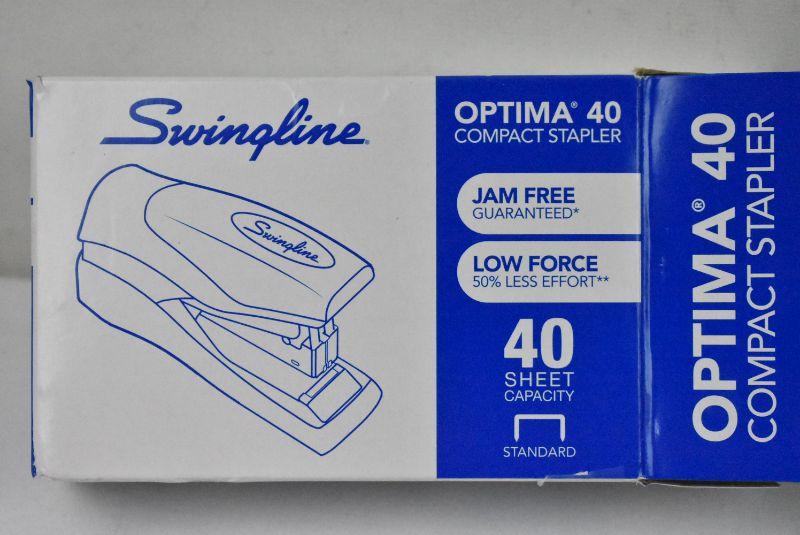 Swingline
Swingline
OPTIMA® 40
COMPACT STAPLER
JAM FREE
GUARANTEED*
LOW FORCE
50% LESS EFFORT**
40
SHEET
CAPACITY
STANDARD
OPTIMA® 40
COMPACT STAPLER